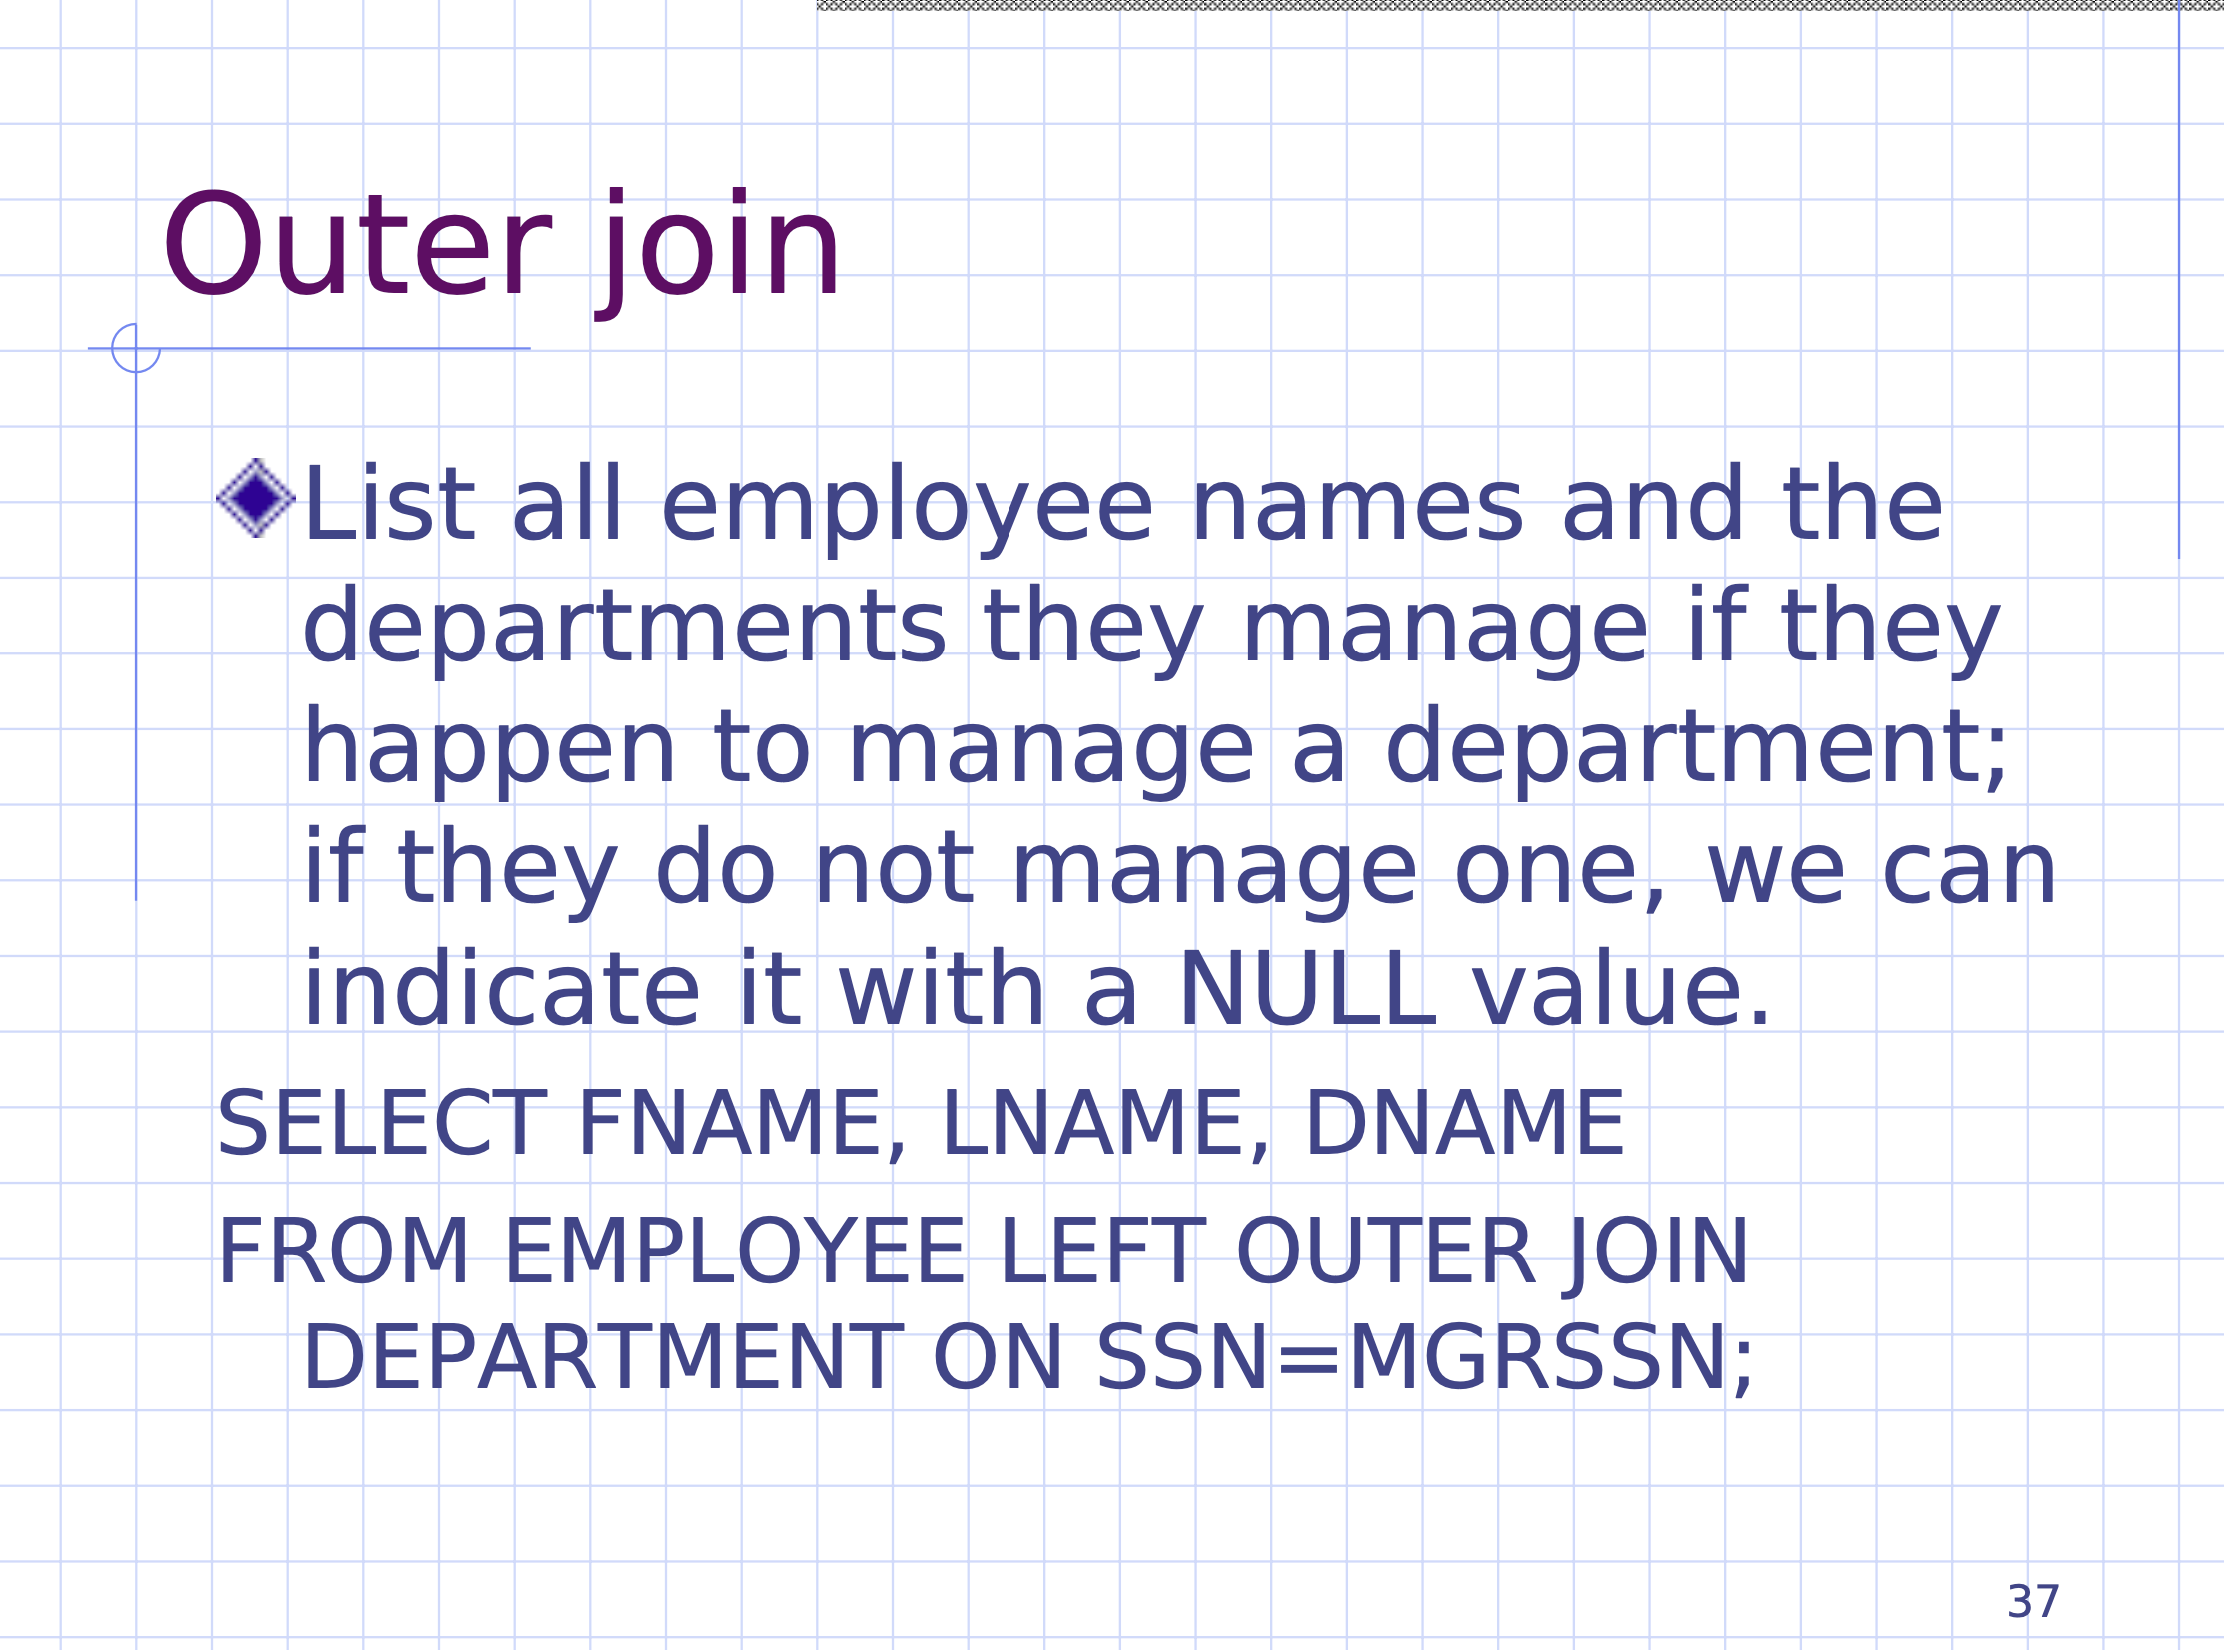 Outer join
List all employee names and the
departments they manage if they
happen to manage a department;
if they do not manage one, we can
indicate it with a NULL value.
SELECT FNAME, LNAME, DNAME
FROM EMPLOYEE LEFT OUTER JOIN
DEPARTMENT ON SSN=MGRSSN;
37